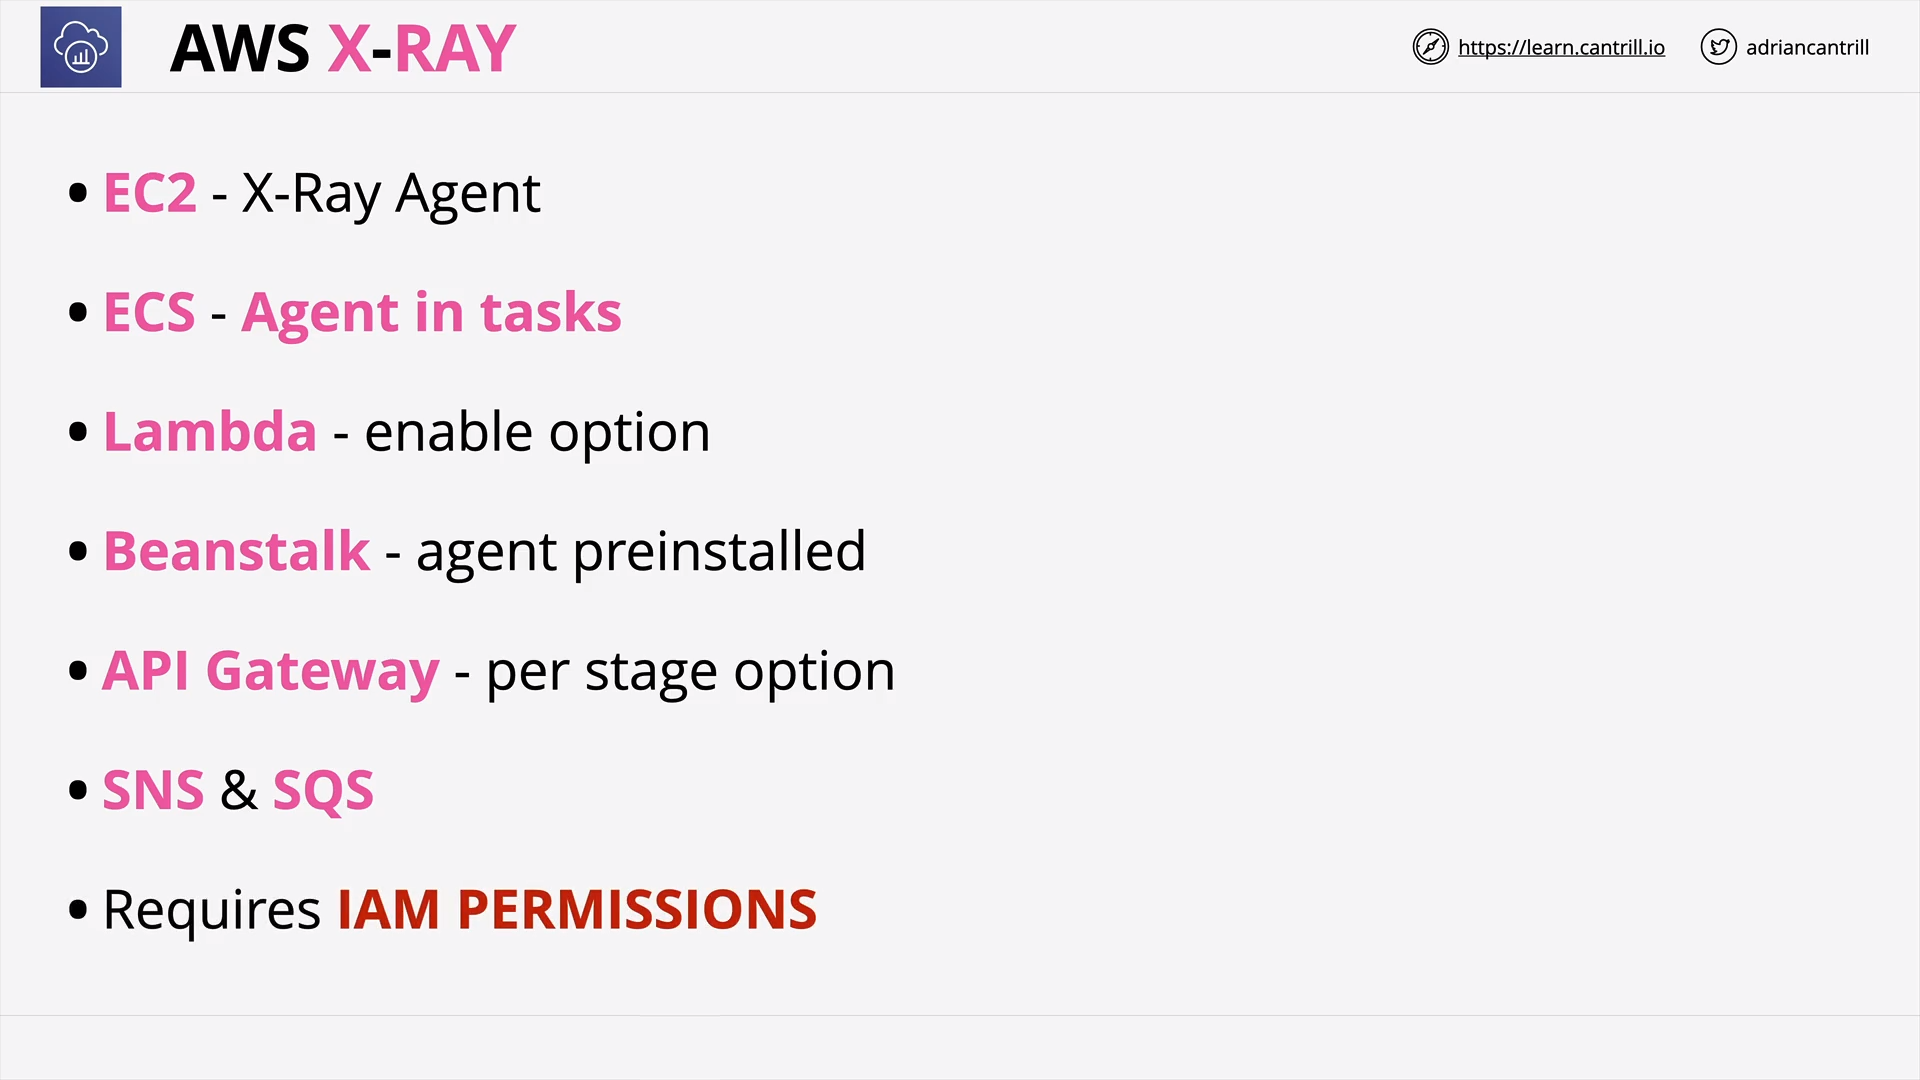 AWS X-RAY
https://learn.cantrill.io
adriancantrill
• EC2 - X-Ray Agent
• ECS - Agent in tasks
• Lambda - enable option
• Beanstalk - agent preinstalled
• API Gateway - per stage option
• SNS & SQS
• Requires IAM PERMISSIONS